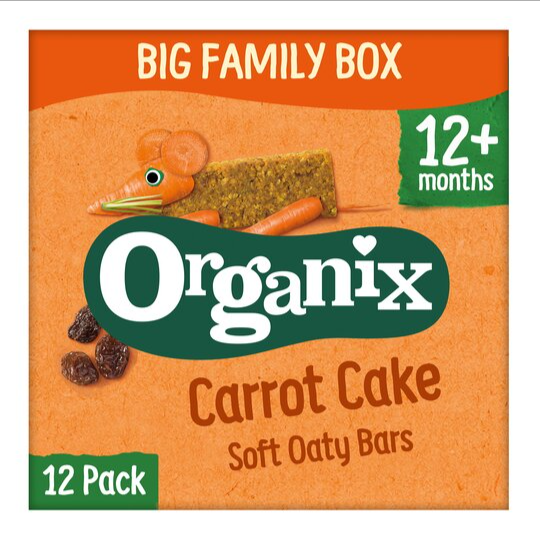 BIG FAMILY BOX
12+
months
Organix
Carrot Cake
Soft Oaty Bars
12 Pack